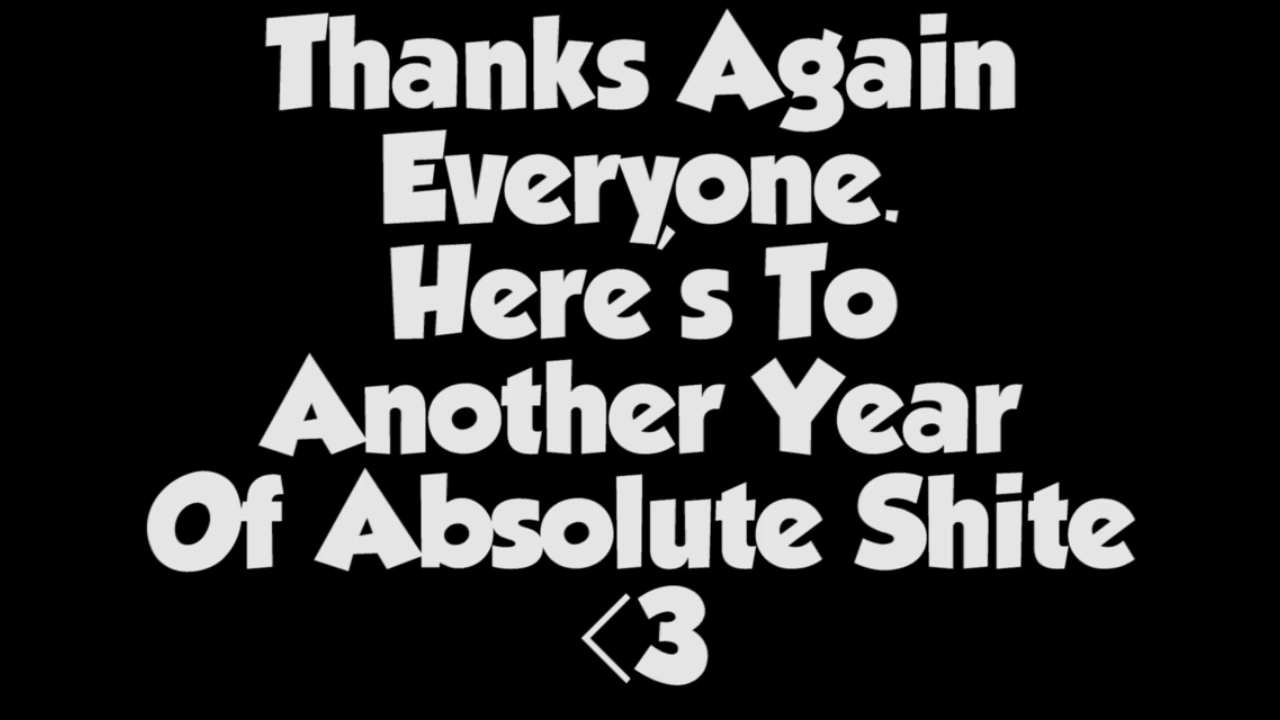 Thanks Again
Everyone.
Here's To
Another Year
Of Absolute Shite
<3